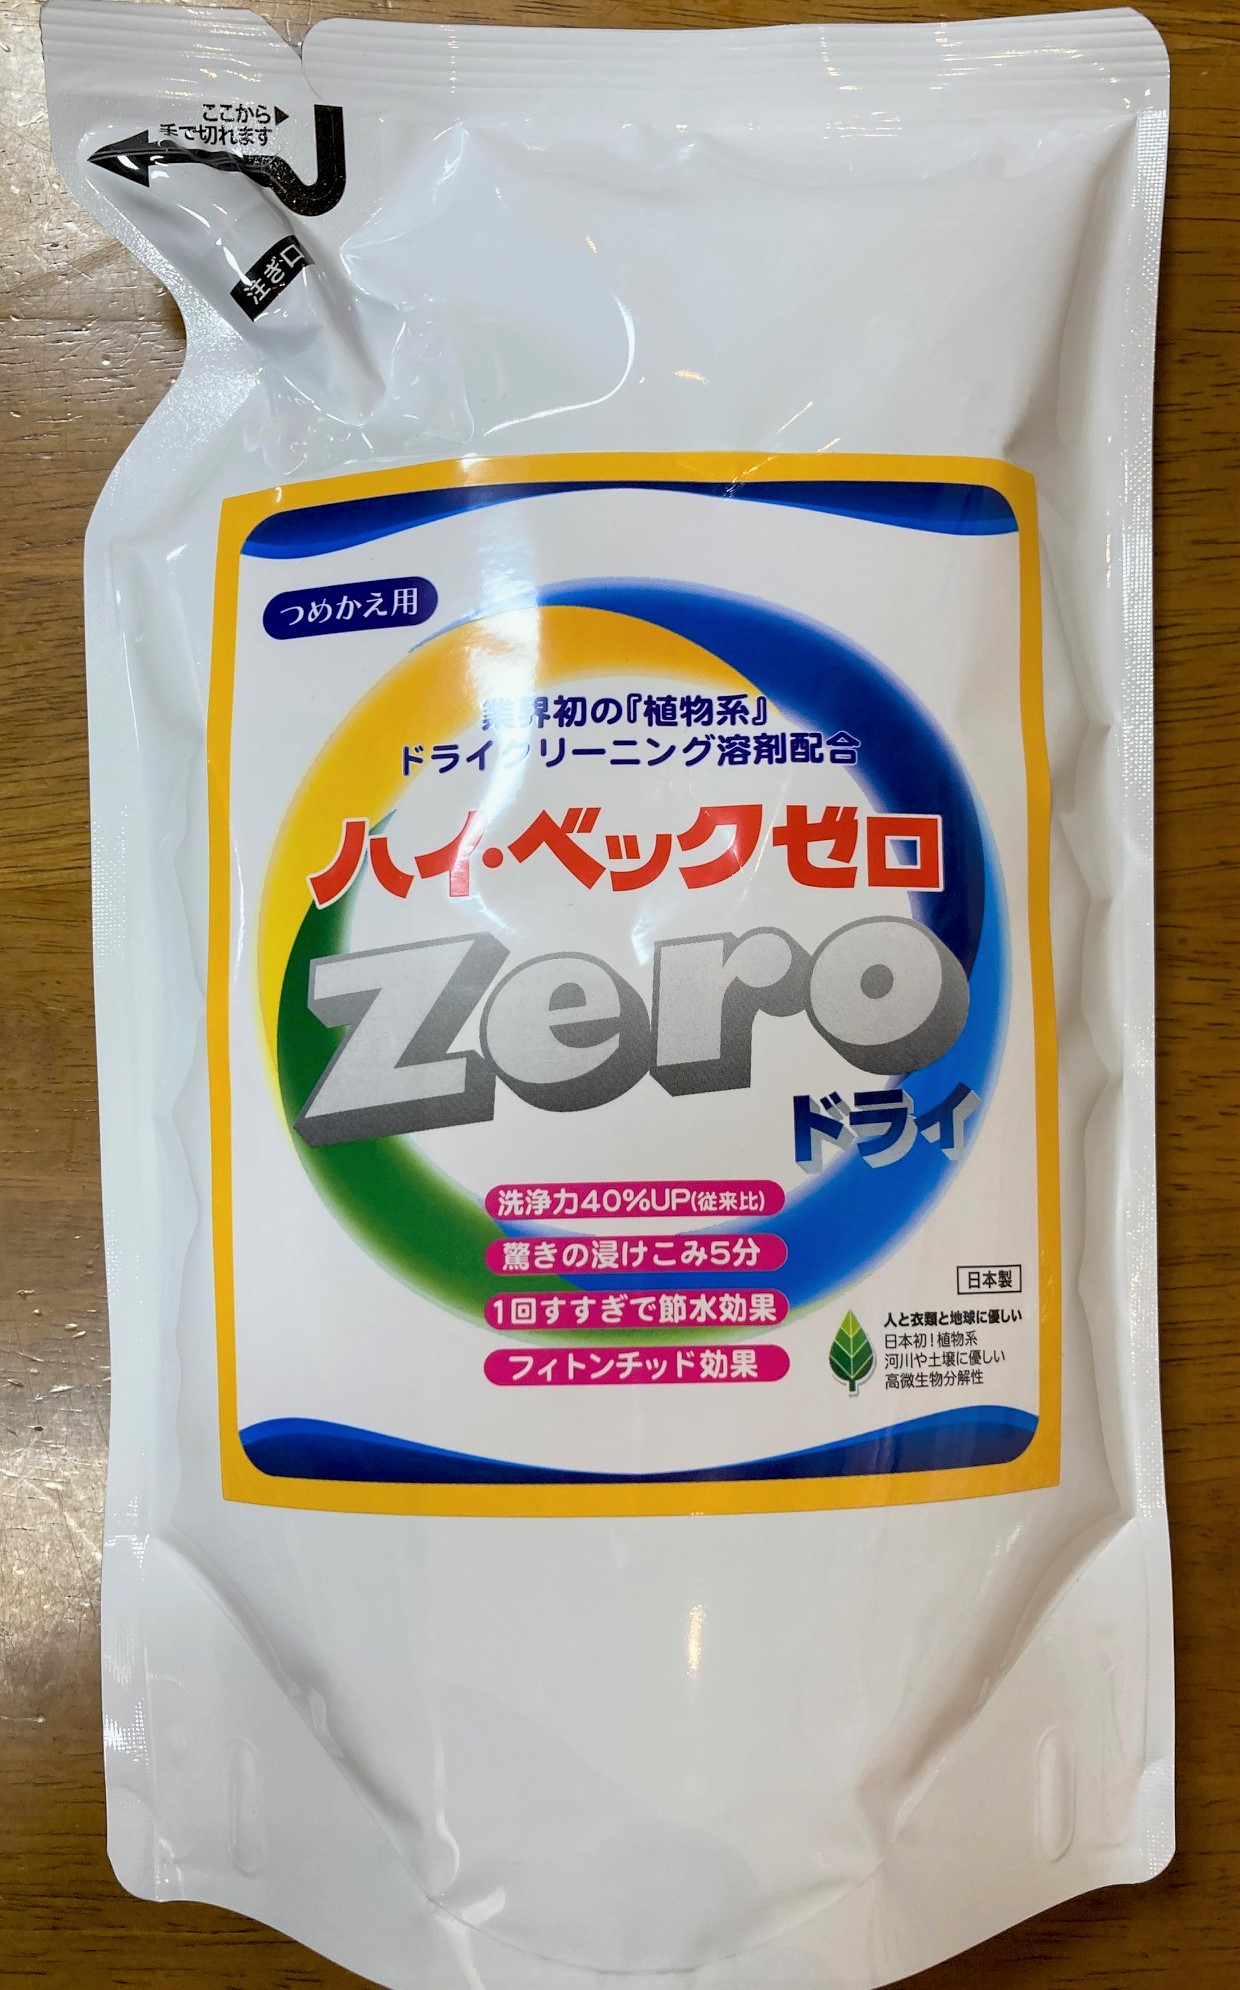 ここから
手で切れます
注ぎ口
つめかえ用
業界初の『植物系』
ドライクリーニング溶剤配合
ハイ・ベックゼロ
zero
ドライ
洗浄力40%UP(従来比)
驚きの浸けこみ5分
1回すすぎで節水効果
フィトンチッド効果
日本製
人と衣類と地球に優しい
日本初!植物系
河川や土壌に優しい
高微生物分解性